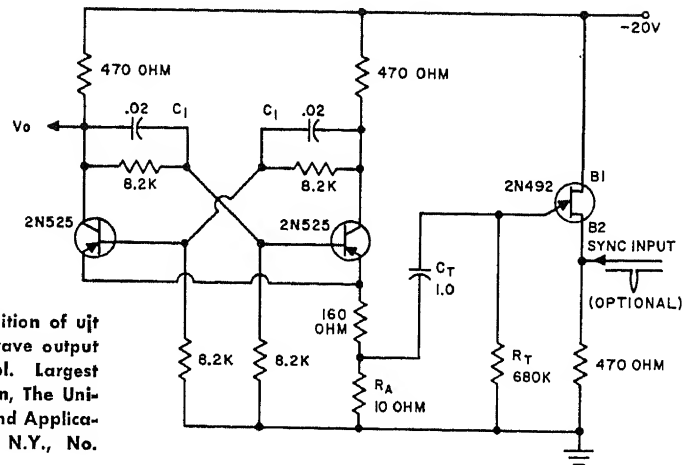 -20V
470 OHM
470 OHM
.02
C1
C1
.02
Vo
8.2K
8.2K
2N492
B1
2N525
2N525
B2
SYNC INPUT
(OPTIONAL)
CT
1.0
160
OHM
8.2K
8.2K
RA
10 OHM
RT
680K
470 OHM
ition of ujt
wave output
ol. Largest
n, The Uni-
nd Applica-
N.Y., No.